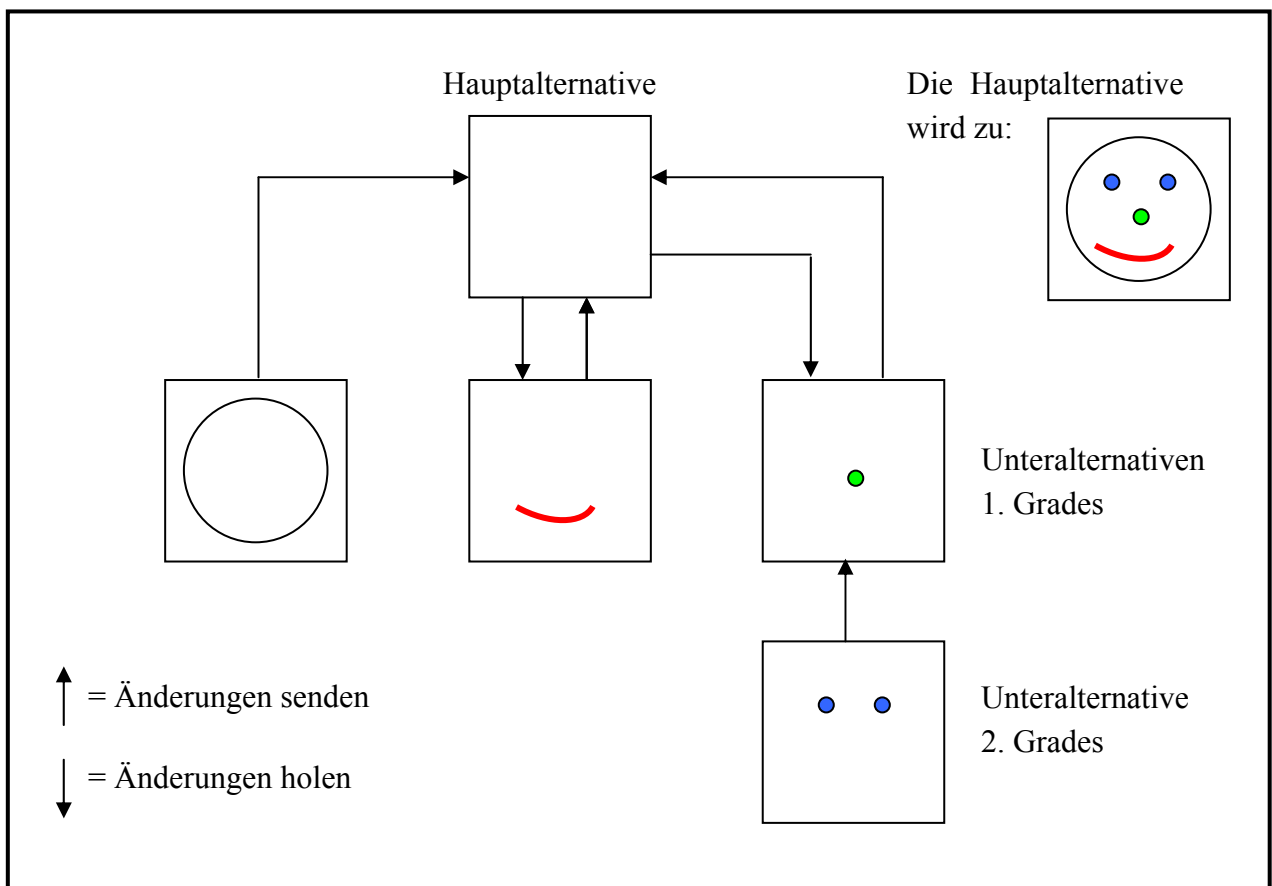 Hauptalternative
Die Hauptalternative
wird zu:
Unteralternativen
1. Grades
= Änderungen senden
= Änderungen holen
Unteralternative
2. Grades